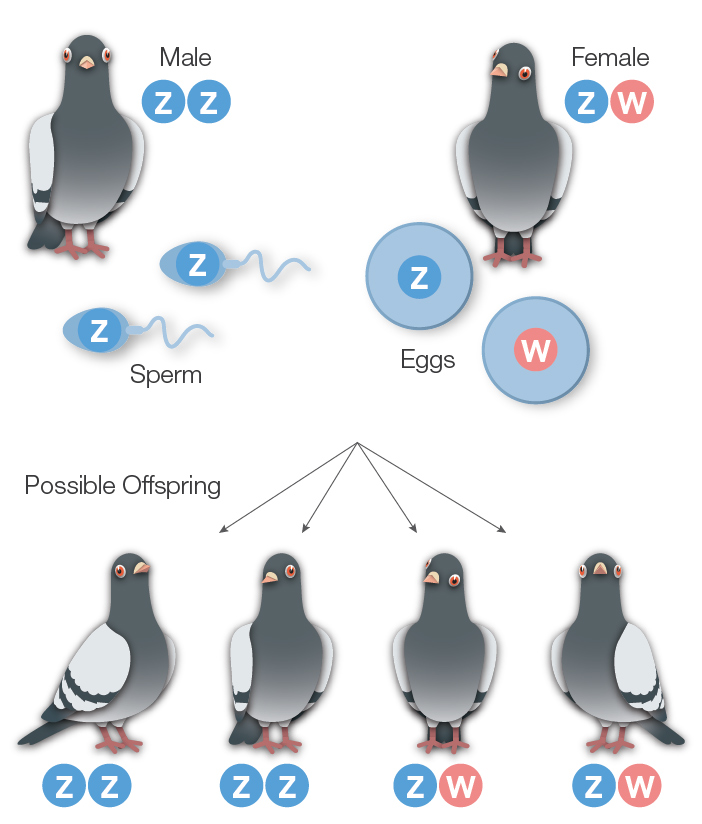 Male
Z Z
Female
Z W
Z
Z
Sperm
Z
W
Eggs
Possible Offspring
Z Z
Z Z
Z W
Z W